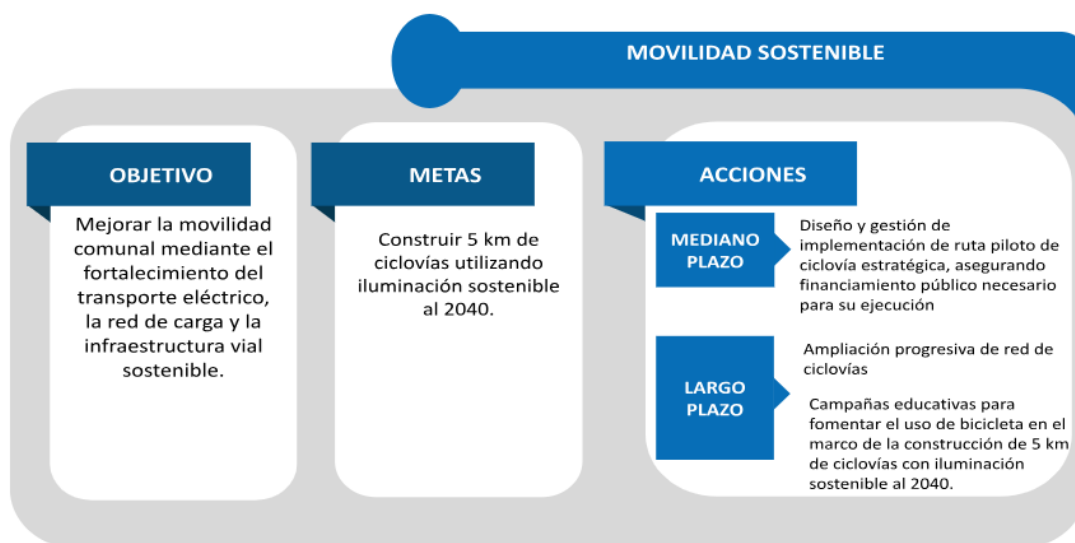 MOVILIDAD SOSTENIBLE
OBJETIVO
Mejorar la movilidad
comunal mediante el
fortalecimiento del
transporte eléctrico,
la red de carga y la
infraestructura vial
sostenible.
METAS
Construir 5 km de
ciclovías utilizando
iluminación sostenible
al 2040.
ACCIONES
MEDIANO
PLAZO
Diseño y gestión de
implementación de ruta piloto de
ciclovía estratégica, asegurando
financiamiento público necesario
para su ejecución
LARGO
PLAZO
Ampliación progresiva de red de
ciclovías
Campañas educativas para
fomentar el uso de bicicleta en el
marco de la construcción de 5 km
de ciclovías con iluminación
sostenible al 2040.